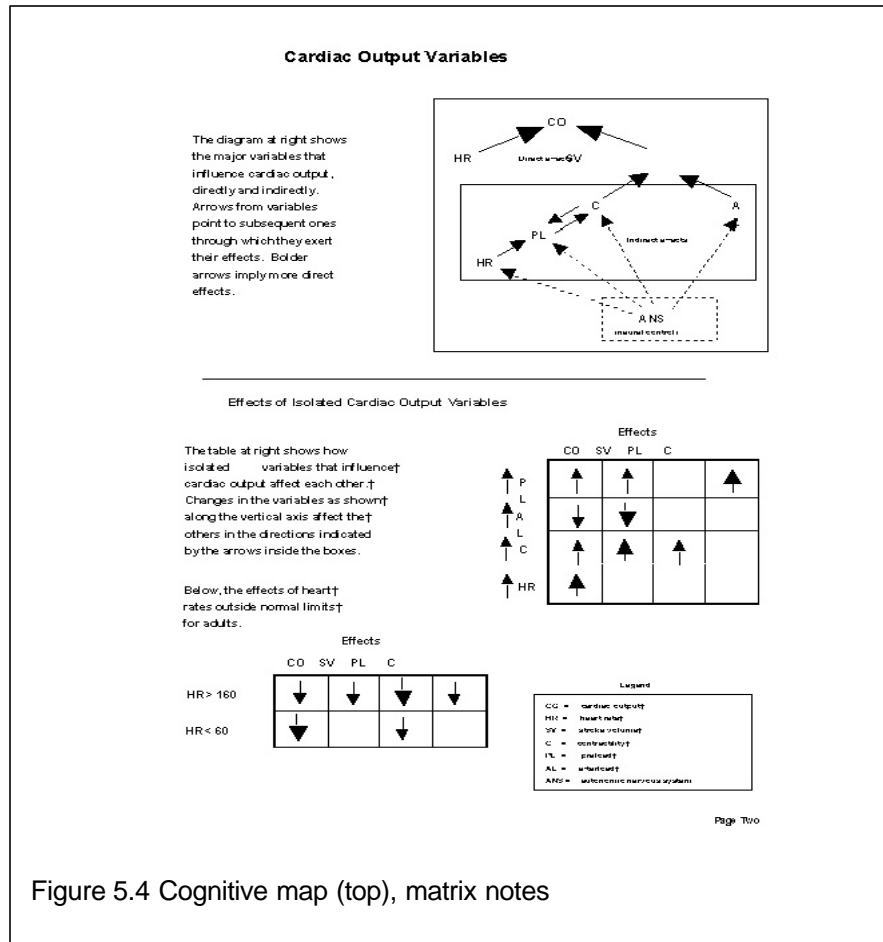 Cardiac Output Variables
The diagram at right shows
the major variables that
influence cardiac output,
directly and indirectly.
Arrows from variables
point to subsequent ones
through which they exert
their effects. Bolder
arrows imply more direct
effects.
CO
HR
Direct SV
C
A
PL
Indirect effects
HR
ANS
(neural control)
Effects of Isolated Cardiac Output Variables
The table at right shows how
isolated variables that influence†
cardiac output affect each other.†
Changes in the variables as shown†
along the vertical axis affect the†
others in the directions indicated
by the arrows inside the boxes.
Effects
CO SV PL C
P
L
A
L
C
HR
Below, the effects of heart†
rates outside normal limits†
for adults.
Effects
CO SV PL C
HR> 160
HR< 60
Legend
CO = cardiac output†
HR = heart rate†
SV = stroke volume†
C = contractility†
PL = preload†
AL = afterload†
ANS= autonomic nervous system
Page Two
Figure 5.4 Cognitive map (top), matrix notes